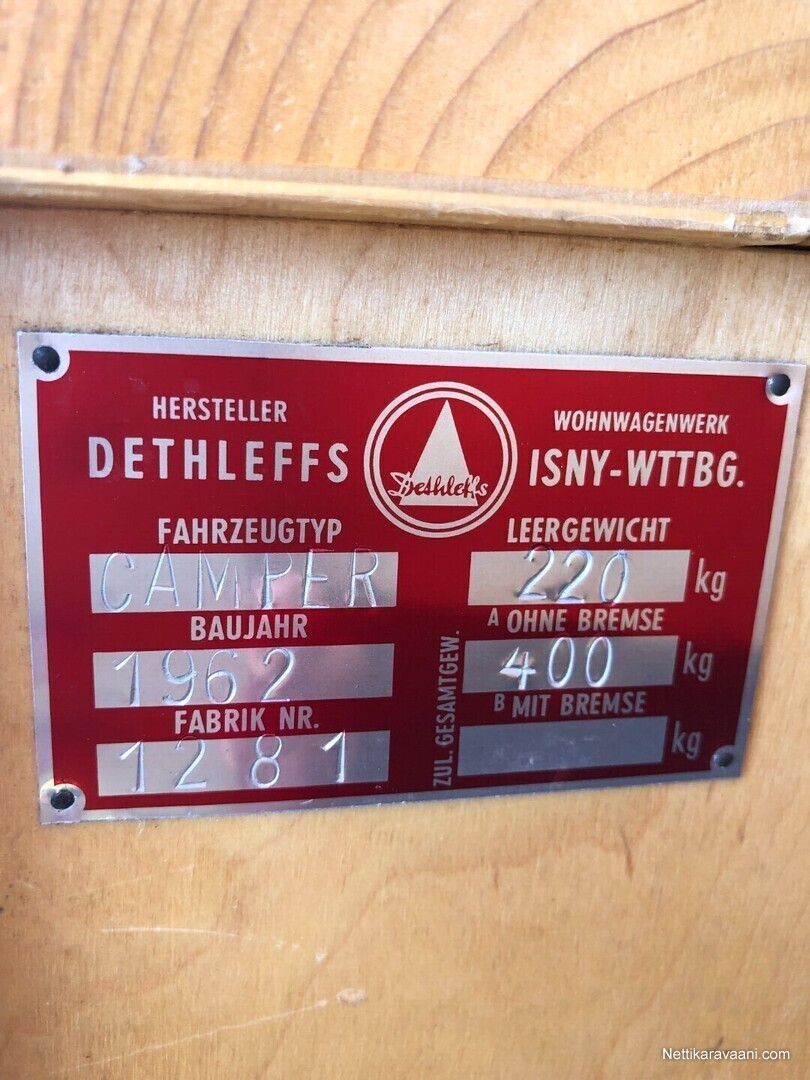 HERSTELLER
DETHLEFFS
Dethleffs
WOHNWAGENWERK
ISNY-WTTBG.
FAHRZEUGTYP
CAMPER
BAUJAHR
1962
FABRIK NR.
1281
LEERGEWICHT
220 kg
ZUL. GESAMTGEW.
A OHNE BREMSE
400 kg
B MIT BREMSE
kg
Nettikaravaani.com